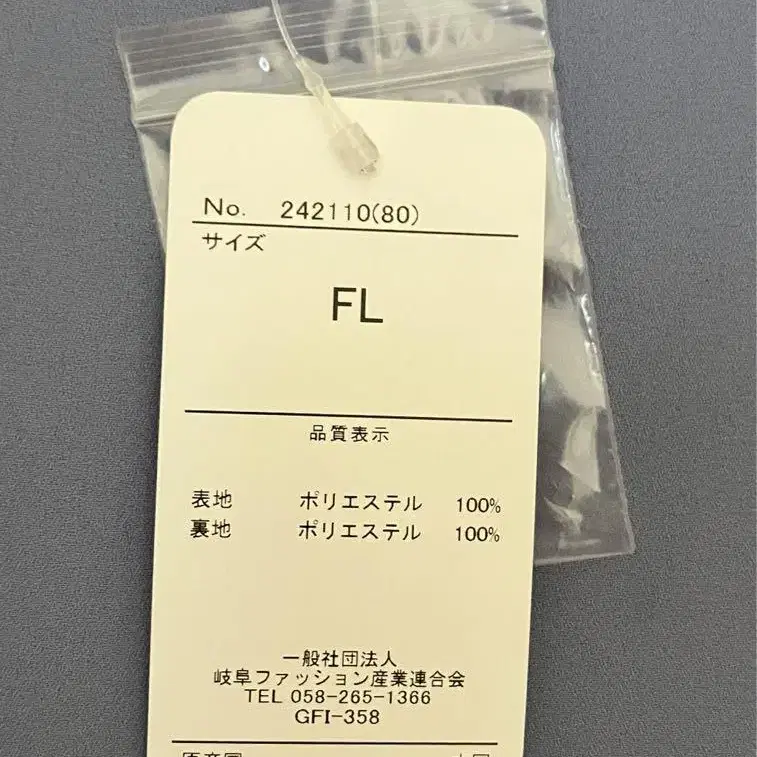 No. 242110(80)
サイズ
FL
品質表示
表地 ポリエステル 100%
裏地 ポリエステル 100%
一般社団法人
岐阜ファッション産業連合会
TEL 058-265-1366
GFI-358